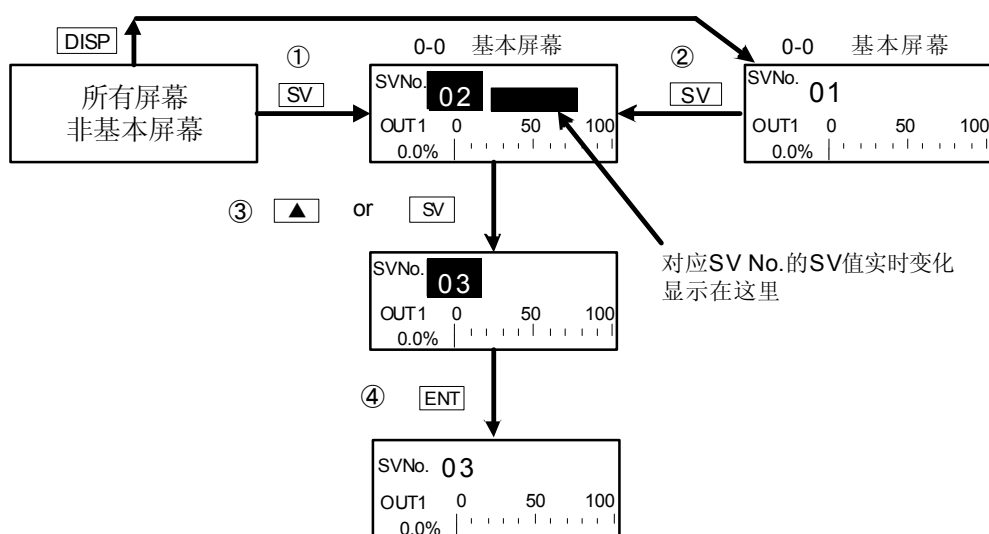 DISP
所有屏幕
非基本屏幕
①
SV
0-0 基本屏幕
SVNo. 02
OUT1 0 50 100
0.0%
②
SV
0-0 基本屏幕
SVNo. 01
OUT1 0 50 100
0.0%
③ ▲ or SV
对应SV No.的SV值实时变化
显示在这里
SVNo. 03
OUT1 0 50 100
0.0%
④ ENT
SVNo. 03
OUT1 0 50 100
0.0%